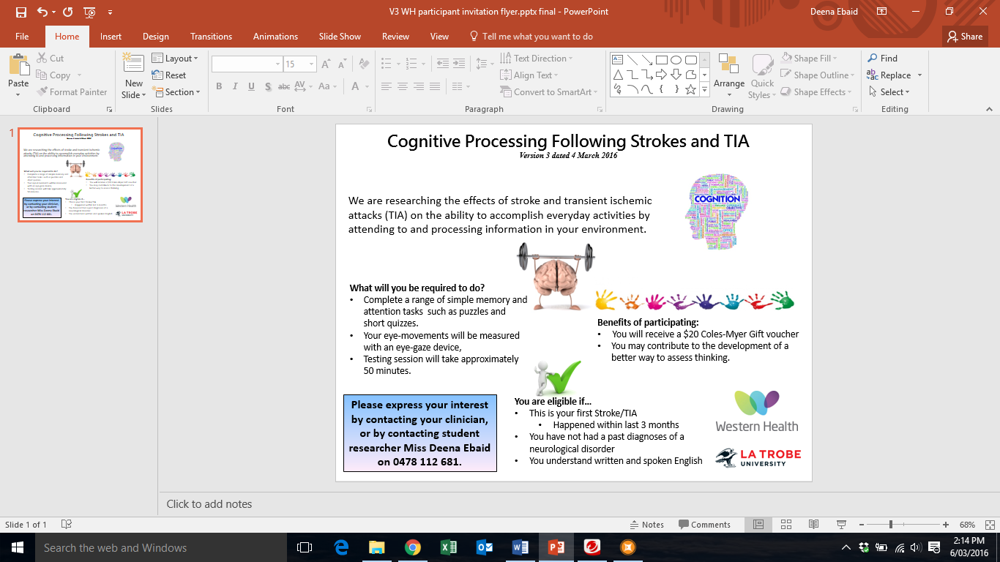 V3 WH participant invitation flyer.pptx final - PowerPoint
Deena Ebaid
File Home Insert Design Transitions Animations Slide Show Review View Tell me what you want to do Share
Paste
Cut
Copy
Format Painter
Clipboard
New Slide
Layout
Reset
Section
Slides
15
B I U S abc AV Aa A
Font
Text Direction
Align Text
Convert to SmartArt
Paragraph
Arrange
Quick Styles
Shape Fill
Shape Outline
Shape Effects
Drawing
Find
Replace
Select
Editing
1
Cognitive Processing Following Strokes and TIA
Version 3 dated 4 March 2016
We are researching the effects of stroke and transient ischemic
attacks (TIA) on the ability to accomplish everyday activities by
attending to and processing information in your environment.
COGNITION
What will you be required to do?
• Complete a range of simple memory and
attention tasks such as puzzles and
short quizzes.
• Your eye-movements will be measured
with an eye-gaze device,
• Testing session will take approximately
50 minutes.
Benefits of participating:
• You will receive a $20 Coles-Myer Gift voucher
• You may contribute to the development of a
better way to assess thinking.
Please express your interest
by contacting your clinician,
or by contacting student
researcher Miss Deena Ebaid
on 0478 112 681.
You are eligible if...
• This is your first Stroke/TIA
• Happened within last 3 months
• You have not had a past diagnoses of a
neurological disorder
• You understand written and spoken English
Western Health
LA TROBE
UNIVERSITY
Click to add notes
Slide 1 of 1
Notes
Comments
68%
Search the web and Windows
2:14 PM
6/03/2016